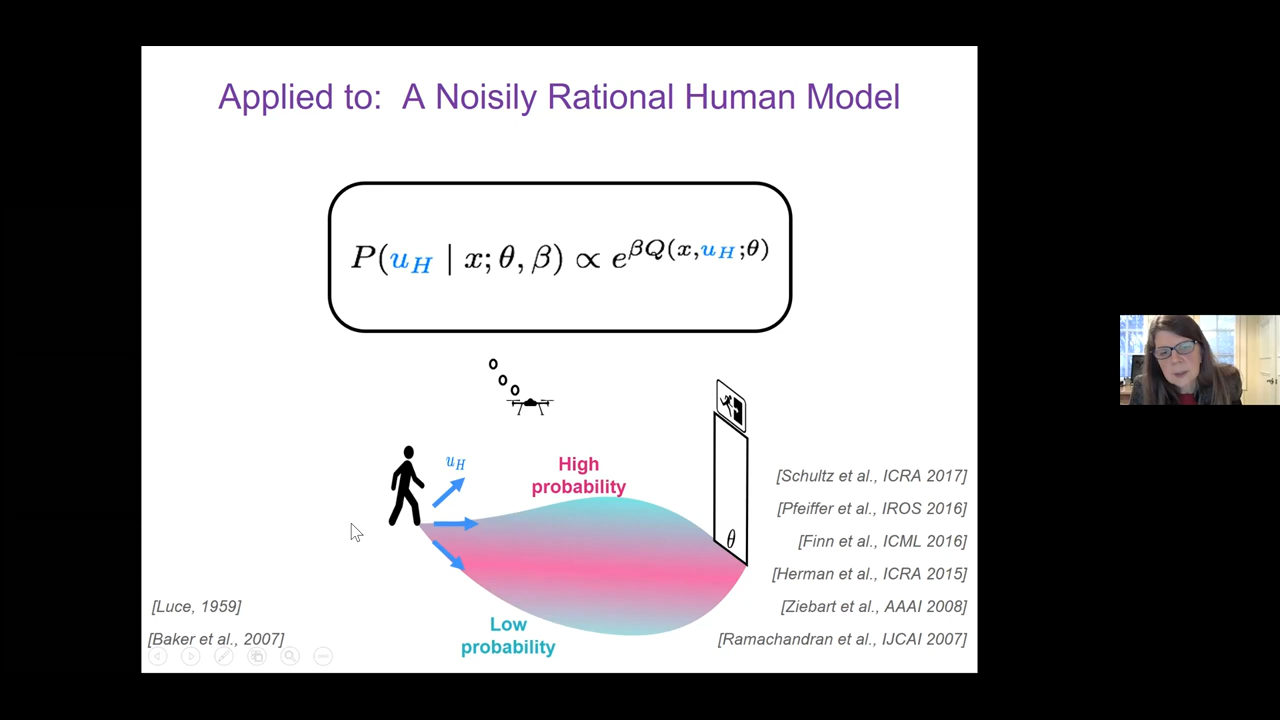 Applied to: A Noisily Rational Human Model
P(u_H | x; θ, β) ∝ e^{βQ(x,u_H;θ)}
u_H
High
probability
θ
Low
probability
[Luce, 1959]
[Baker et al., 2007]
[Schultz et al., ICRA 2017]
[Pfeiffer et al., IROS 2016]
[Finn et al., ICML 2016]
[Herman et al., ICRA 2015]
[Ziebart et al., AAAI 2008]
[Ramachandran et al., IJCAI 2007]